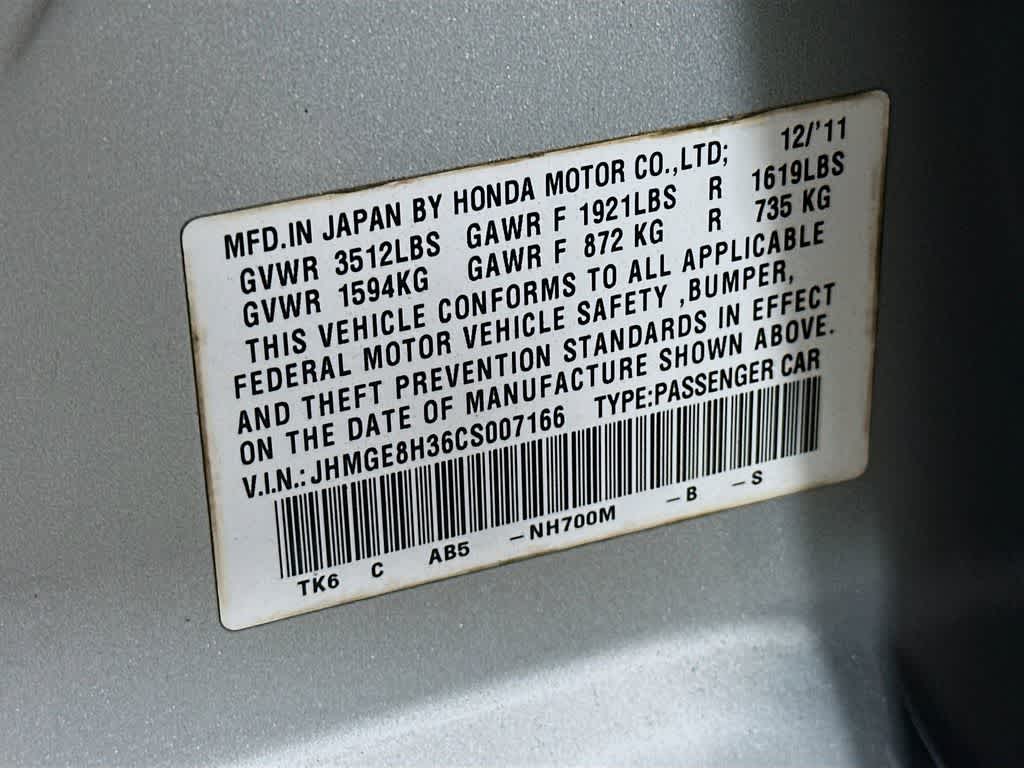 MFD.IN JAPAN BY HONDA MOTOR CO.,LTD; 12/'11
GVWR 3512LBS GAWR F 1921LBS R 1619LBS
GVWR 1594KG GAWR F 872 KG R 735 KG
THIS VEHICLE CONFORMS TO ALL APPLICABLE
FEDERAL MOTOR VEHICLE SAFETY ,BUMPER,
AND THEFT PREVENTION STANDARDS IN EFFECT
ON THE DATE OF MANUFACTURE SHOWN ABOVE.
V.I.N.: JHMGE8H36CS007166 TYPE:PASSENGER CAR
TK6 C AB5 –NH700M –B –S